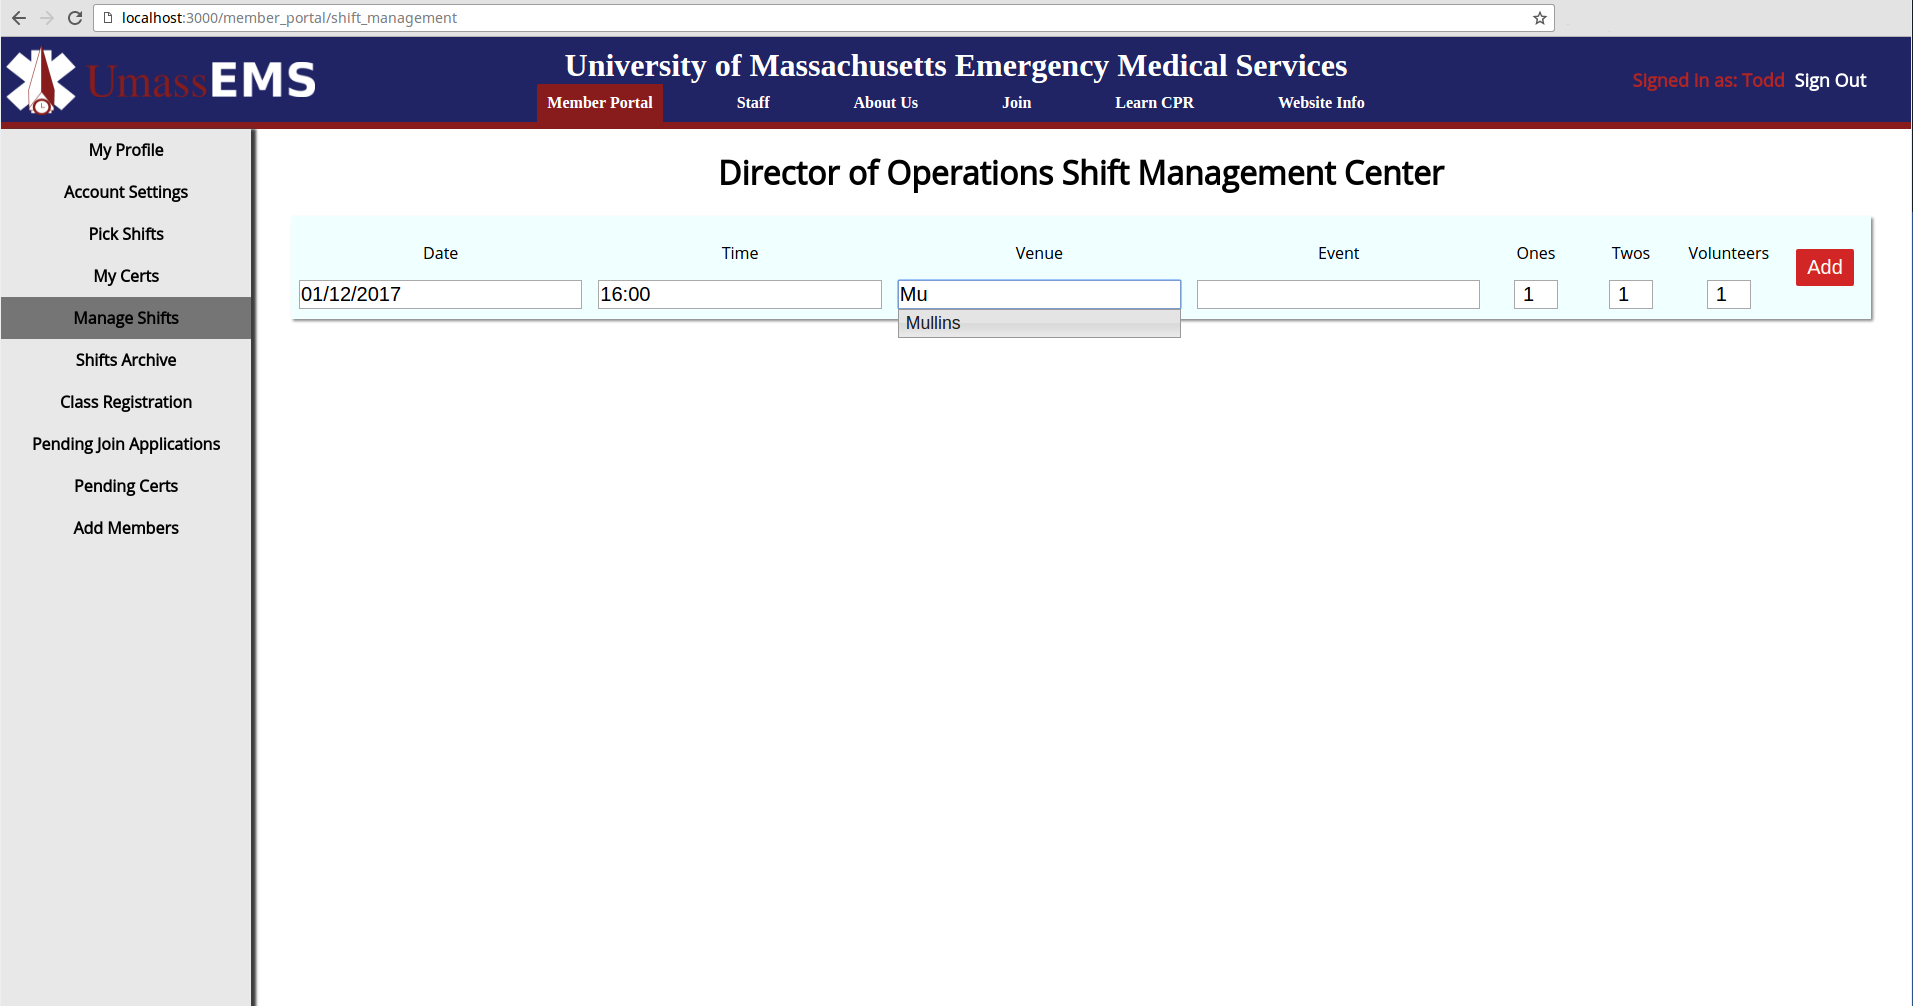 localhost:3000/member_portal/shift_management
UmassEMS
University of Massachusetts Emergency Medical Services
Signed in as: Todd Sign Out
Member Portal Staff About Us Join Learn CPR Website Info
My Profile
Account Settings
Pick Shifts
My Certs
Manage Shifts
Shifts Archive
Class Registration
Pending Join Applications
Pending Certs
Add Members
Director of Operations Shift Management Center
Date Time Venue Event Ones Twos Volunteers
Add
01/12/2017 16:00 Mu 1 1 1
Mullins